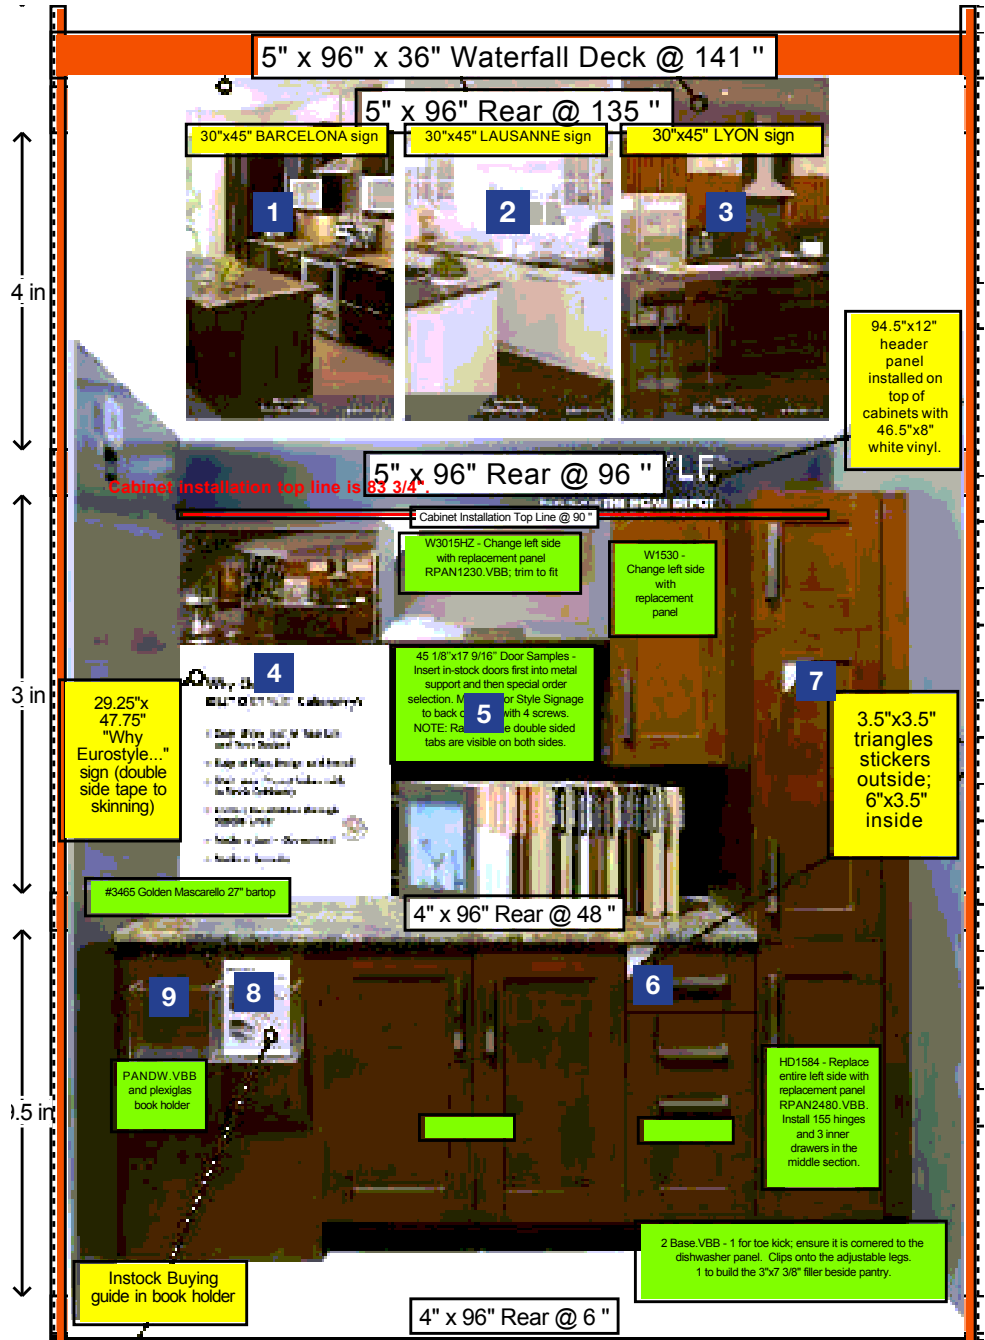 5" x 96" x 36" Waterfall Deck @ 141 "
5" x 96" Rear @ 135 "
30"x45" BARCELONA sign
30"x45" LAUSANNE sign
30"x45" LYON sign
1
2
3
4 in
94.5"x12"
header
panel
installed on
top of
cabinets with
46.5"x8"
white vinyl.
5" x 96" Rear @ 96 "
Cabinet Installation top line is 83 3/4".
Cabinet Installation Top Line @ 90 "
W3015HZ - Change left side
with replacement panel
RPAN1230.VBB; trim to fit
W1530 -
Change left side
with
replacement
panel
4
Why
45 1/8"x17 9/16" Door Samples -
Insert in-stock doors first into metal
support and then special order
selection. Style Signage
to back with 4 screws.
NOTE: double sided
tabs are visible on both sides.
5
7
3 in
29.25"x
47.75"
"Why
Eurostyle..."
sign (double
side tape to
skinning)
3.5"x3.5"
triangles
stickers
outside;
6"x3.5"
inside
#3465 Golden Mascarello 27" bartop
4" x 96" Rear @ 48 "
9
8
6
PANDW.VBB
and plexiglas
book holder
HD1584 - Replace
entire left side with
replacement panel
RPAN2480.VBB.
Install 155 hinges
and 3 inner
drawers in the
middle section.
.5 in
2 Base.VBB - 1 for toe kick; ensure it is cornered to the
dishwasher panel. Clips onto the adjustable legs.
1 to build the 3"x7 3/8" filler beside pantry.
Instock Buying
guide in book holder
4" x 96" Rear @ 6 "